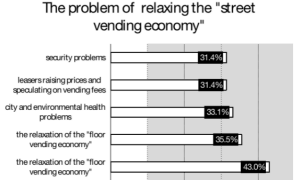 The problem of relaxing the "street
vending economy"
security problems
31.4%
leasers raising prices and
speculating on vending fees
31.4%
city and environmental health
problems
33.1%
the relaxation of the "floor
vending economy"
35.5%
the relaxation of the "floor
vending economy"
43.0%